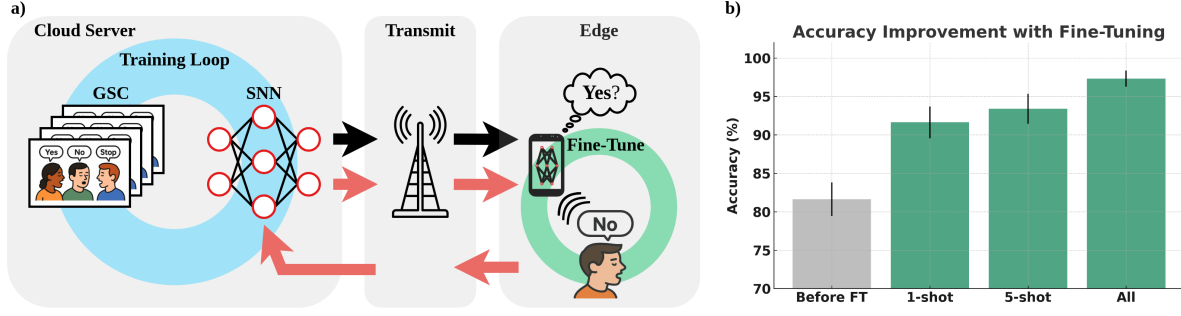 a)
Cloud Server
Transmit
Edge
Training Loop
GSC
SNN
Yes No Stop
Yes?
Fine-Tune
No
b)
Accuracy Improvement with Fine-Tuning
Accuracy (%)
100
95
90
85
80
75
70
Before FT 1-shot 5-shot All